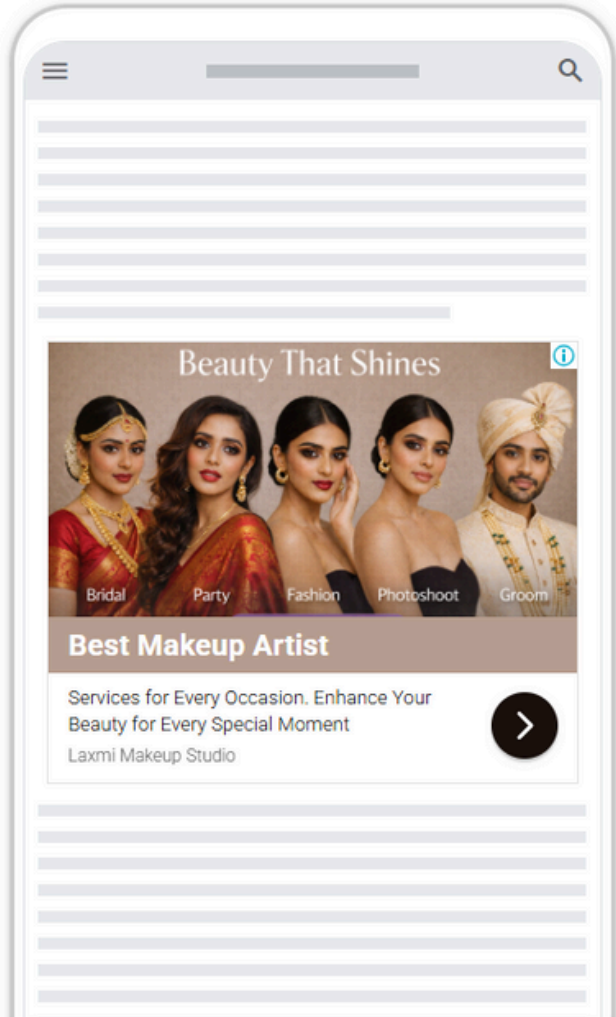 Beauty That Shines
Bridal Party Fashion Photoshoot Groom
Best Makeup Artist
Services for Every Occasion. Enhance Your
Beauty for Every Special Moment
Laxmi Makeup Studio